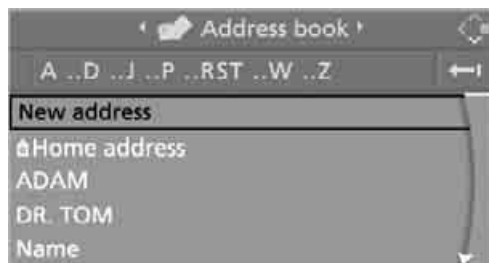 Address book
A ..D ..J ..P ..RST ..W ..Z
New address
Home address
ADAM
DR. TOM
Name